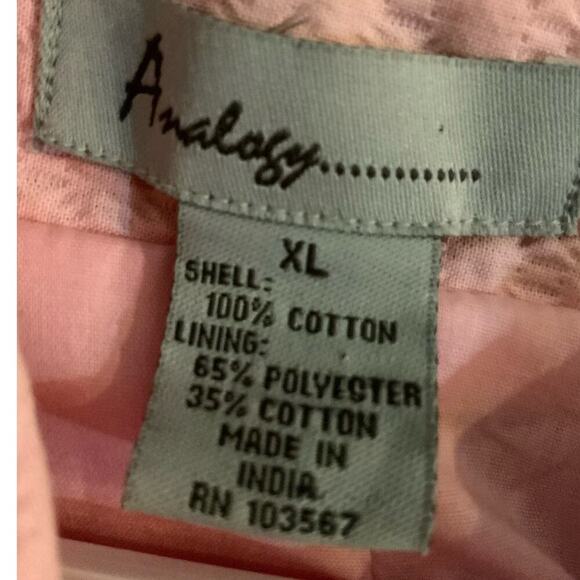 Analogy.............
XL
SHELL:
100% COTTON
LINING:
65% POLYESTER
35% COTTON
MADE IN
INDIA
RN 103567